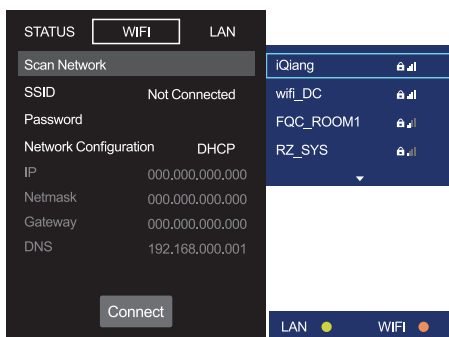 STATUS WIFI LAN
Scan Network
SSID Not Connected
Password
Network Configuration DHCP
IP 000.000.000.000
Netmask 000.000.000.000
Gateway 000.000.000.000
DNS 192.168.000.001
Connect
iQiang
wifi_DC
FQC_ROOM1
RZ_SYS
LAN WIFI